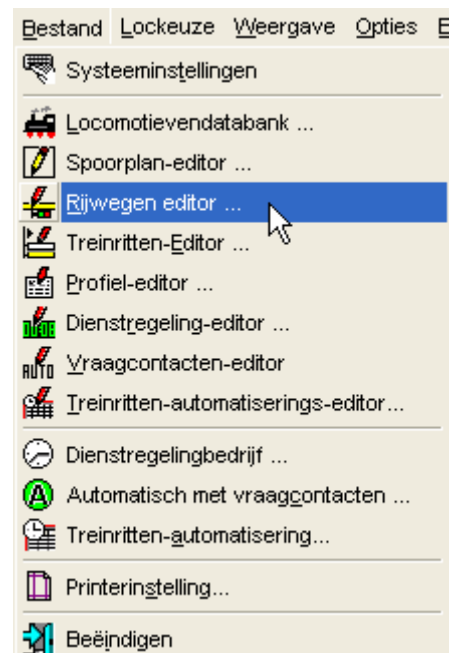 Bestand Lockeuze Weergave Opties
Systeeminstellingen
Locomotievendatabank ...
Spoorplan-editor ...
Rijwegen editor ...
Treinritten-Editor ...
Profiel-editor ...
Dienstregeling-editor ...
AUTO Vraagcontacten-editor
Treinritten-automatiserings-editor...
Dienstregelingbedrijf ...
A Automatisch met vraagcontacten ...
Treinritten-automatisering...
Printerinstelling...
Beëindigen